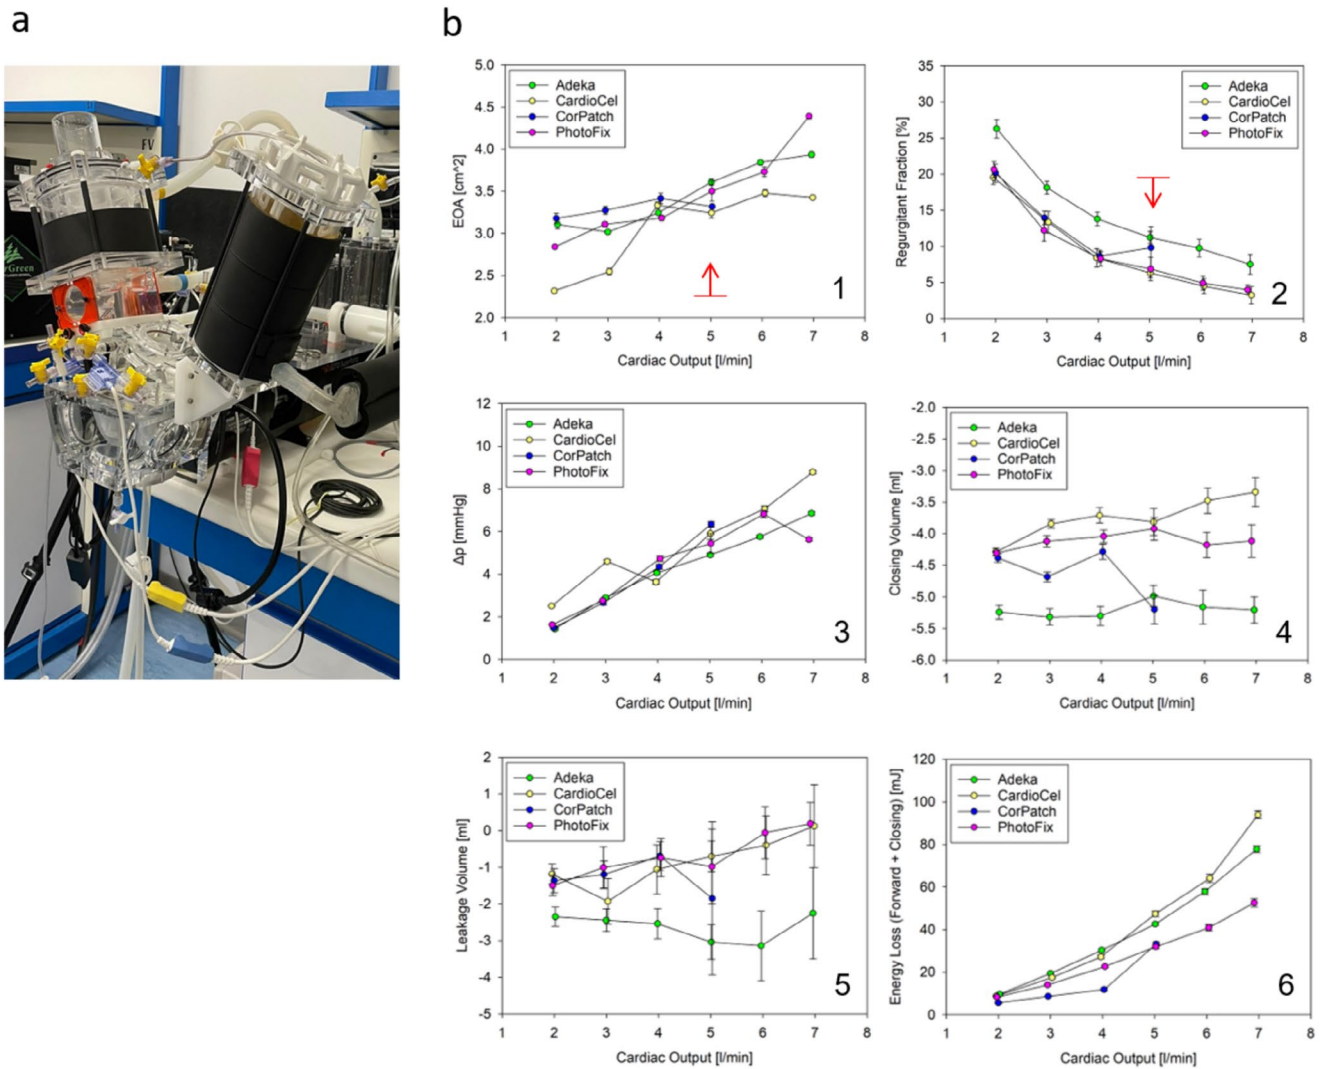 a
b
FV
rGreen
5.0
4.5
4.0
3.5
3.0
2.5
2.0
EOA [cm^2]
Adeka
CardioCel
CorPatch
PhotoFix
1
1 2 3 4 5 6 7 8
Cardiac Output [l/min]
35
30
25
20
15
10
5
0
Regurgitant Fraction [%]
Adeka
CardioCel
CorPatch
PhotoFix
2
1 2 3 4 5 6 7 8
Cardiac Output [l/min]
12
10
8
6
4
2
0
Δp [mmHg]
Adeka
CardioCel
CorPatch
PhotoFix
3
1 2 3 4 5 6 7 8
Cardiac Output [l/min]
-2.0
-2.5
-3.0
-3.5
-4.0
-4.5
-5.0
-5.5
-6.0
Closing Volume [ml]
Adeka
CardioCel
CorPatch
PhotoFix
4
1 2 3 4 5 6 7 8
Cardiac Output [l/min]
2
1
0
-1
-2
-3
-4
-5
Leakage Volume [ml]
Adeka
CardioCel
CorPatch
PhotoFix
5
1 2 3 4 5 6 7 8
Cardiac Output [l/min]
120
100
80
60
40
20
0
Energy Loss (Forward + Closing) [mJ]
Adeka
CardioCel
CorPatch
PhotoFix
6
1 2 3 4 5 6 7 8
Cardiac Output [l/min]